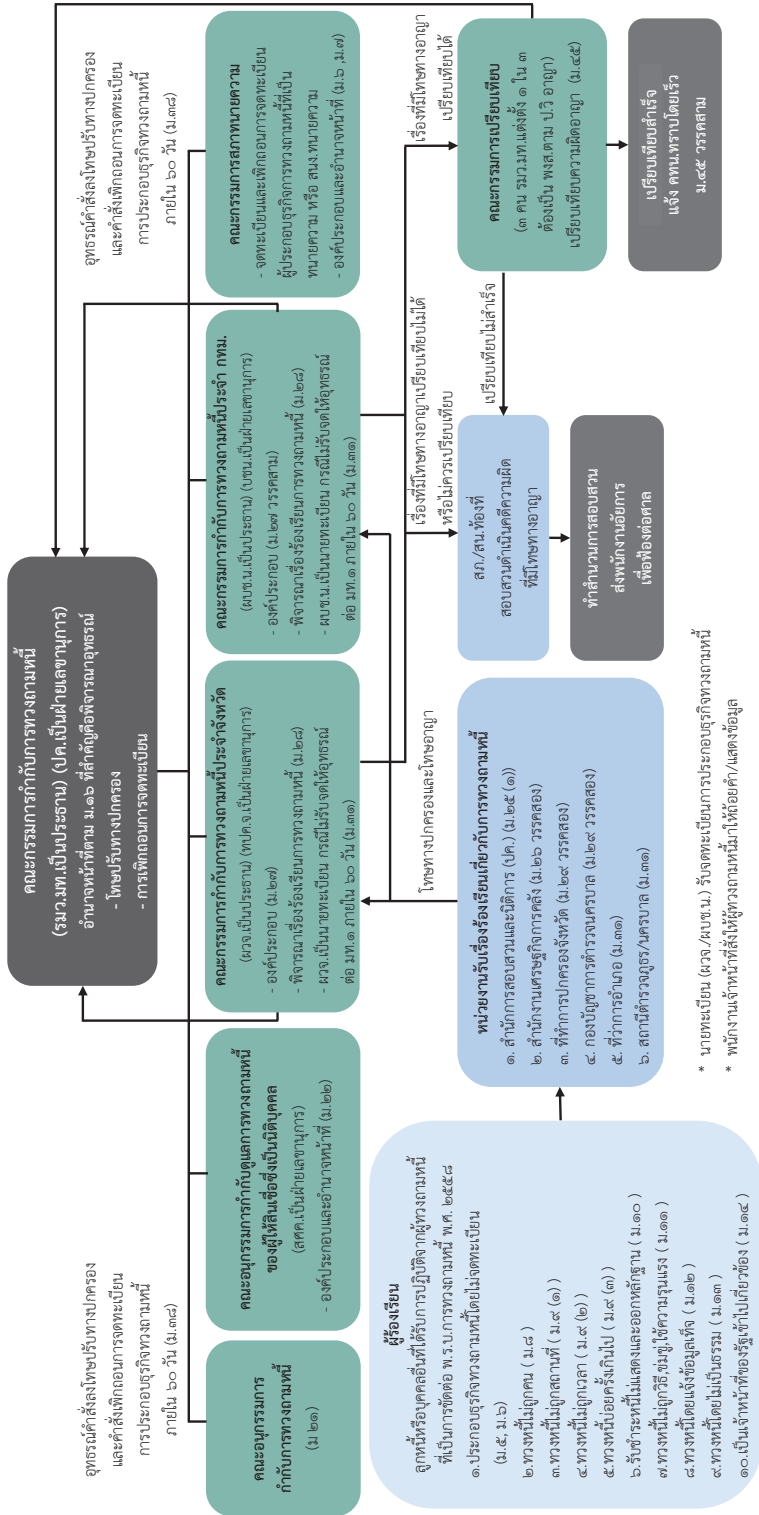 คณะกรรมการกำกับการทวงถามหนี้
(รมว.มท.เป็นประธาน) (ปค.เป็นฝ่ายเลขานุการ)
อำนาจหน้าที่ตาม ม.๑๖ ที่สำคัญคือพิจารณาอุทธรณ์
- โทษปรับทางปกครอง
- การเพิกถอนการจดทะเบียน
อุทธรณ์คำสั่งลงโทษปรับทางปกครอง
และคำสั่งเพิกถอนการจดทะเบียน
การประกอบธุรกิจทวงถามหนี้
ภายใน ๖๐ วัน (ม.๓๘)
อุทธรณ์คำสั่งลงโทษปรับทางปกครอง
และคำสั่งเพิกถอนการจดทะเบียน
การประกอบธุรกิจทวงถามหนี้
ภายใน ๖๐ วัน (ม.๓๘)
คณะอนุกรรมการ
กำกับการทวงถามหนี้
(ม ๒๑)
คณะอนุกรรมการกำกับดูแลการทวงถามหนี้
ของผู้ให้สินเชื่อซึ่งเป็นนิติบุคคล
(สศค.เป็นฝ่ายเลขานุการ)
- องค์ประกอบและอำนาจหน้าที่ (ม.๒๒)
คณะกรรมการกำกับการทวงถามหนี้ประจำจังหวัด
(ผวจ.เป็นประธาน) (ทปค.จ.เป็นฝ่ายเลขานุการ)
- องค์ประกอบ (ม.๒๗)
- พิจารณาเรื่องร้องเรียนการทวงถามหนี้ (ม.๒๘)
- ผวจ.เป็นนายทะเบียน กรณีไม่รับจดให้อุทธรณ์
ต่อ มท.๑ ภายใน ๖๐ วัน (ม.๓๑)
คณะกรรมการกำกับการทวงถามหนี้ประจำ กทม.
(ผบช.น.เป็นประธาน) (บชน.เป็นฝ่ายเลขานุการ)
- องค์ประกอบ (ม.๒๗ วรรคสาม)
- พิจารณาเรื่องร้องเรียนการทวงถามหนี้ (ม.๒๘)
- ผบช.น.เป็นนายทะเบียน กรณีไม่รับจดให้อุทธรณ์
ต่อ มท.๑ ภายใน ๖๐ วัน (ม.๓๑)
คณะกรรมการสภาทนายความ
- จดทะเบียนและเพิกถอนการจดทะเบียน
ผู้ประกอบธุรกิจการทวงถามหนี้ที่เป็น
ทนายความ หรือ สนง.ทนายความ
- องค์ประกอบและอำนาจหน้าที่ (ม.๖ ,ม.๗)
โทษทางปกครองและโทษอาญา
เรื่องที่มีโทษทางอาญาเปรียบเทียบไม่ได้
หรือไม่ควรเปรียบเทียบ
เรื่องที่มีโทษทางอาญา
เปรียบเทียบได้
ผู้ร้องเรียน
ลูกหนี้หรือบุคคลอื่นที่ได้รับการปฏิบัติจากผู้ทวงถามหนี้
ที่เป็นการขัดต่อ พ.ร.บ.การทวงถามหนี้ พ.ศ. ๒๕๕๘
๑.ประกอบธุรกิจทวงถามหนี้โดยไม่จดทะเบียน
(ม.๕, ม.๖)
๒.ทวงหนี้ไม่ถูกคน ( ม.๘ )
๓.ทวงหนี้ไม่ถูกสถานที่ ( ม.๙ (๑) )
๔.ทวงหนี้ไม่ถูกเวลา ( ม.๙ (๒) )
๕.ทวงหนี้บ่อยครั้งเกินไป ( ม.๙ (๓) )
๖.รับชำระหนี้ไม่แสดงและออกหลักฐาน ( ม.๑๐ )
๗.ทวงหนี้ไม่ถูกวิธี,ข่มขู่,ใช้ความรุนแรง ( ม.๑๑ )
๘.ทวงหนี้โดยแจ้งข้อมูลเท็จ ( ม.๑๒ )
๙.ทวงหนี้โดยไม่เป็นธรรม ( ม.๑๓ )
๑๐.เป็นเจ้าหน้าที่ของรัฐเข้าไปเกี่ยวข้อง ( ม.๑๔ )
หน่วยงานรับเรื่องร้องเรียนเกี่ยวกับการทวงถามหนี้
๑. สำนักการสอบสวนและนิติการ (ปค.) (ม.๒๕ (๑))
๒. สำนักงานเศรษฐกิจการคลัง (ม.๒๖ วรรคสอง)
๓. ที่ทำการปกครองจังหวัด (ม.๒๙ วรรคสอง)
๔. กองบัญชาการตำรวจนครบาล (ม.๒๙ วรรคสอง)
๕. ที่ว่าการอำเภอ (ม.๓๑)
๖. สถานีตำรวจภูธร/นครบาล (ม.๓๑)
สภ./สน.ท้องที่
สอบสวนดำเนินคดีความผิด
ที่มีโทษทางอาญา
เปรียบเทียบไม่สำเร็จ
คณะกรรมการเปรียบเทียบ
(๓ คน รมว.มท.แต่งตั้ง ๑ ใน ๓
ต้องเป็น พงส.ตาม ป.วิ อาญา)
เปรียบเทียบความผิดอาญา (ม.๔๕)
ทำสำนวนการสอบสวน
ส่งพนักงานอัยการ
เพื่อฟ้องต่อศาล
เปรียบเทียบสำเร็จ
แจ้ง คทน.ทราบโดยเร็ว
ม.๔๕ วรรคสาม
* นายทะเบียน (ผวจ./ผบช.น.) รับจดทะเบียนการประกอบธุรกิจทวงถามหนี้
* พนักงานเจ้าหน้าที่สั่งให้ผู้ทวงถามหนี้มาให้ถ้อยคำ/แสดงข้อมูล